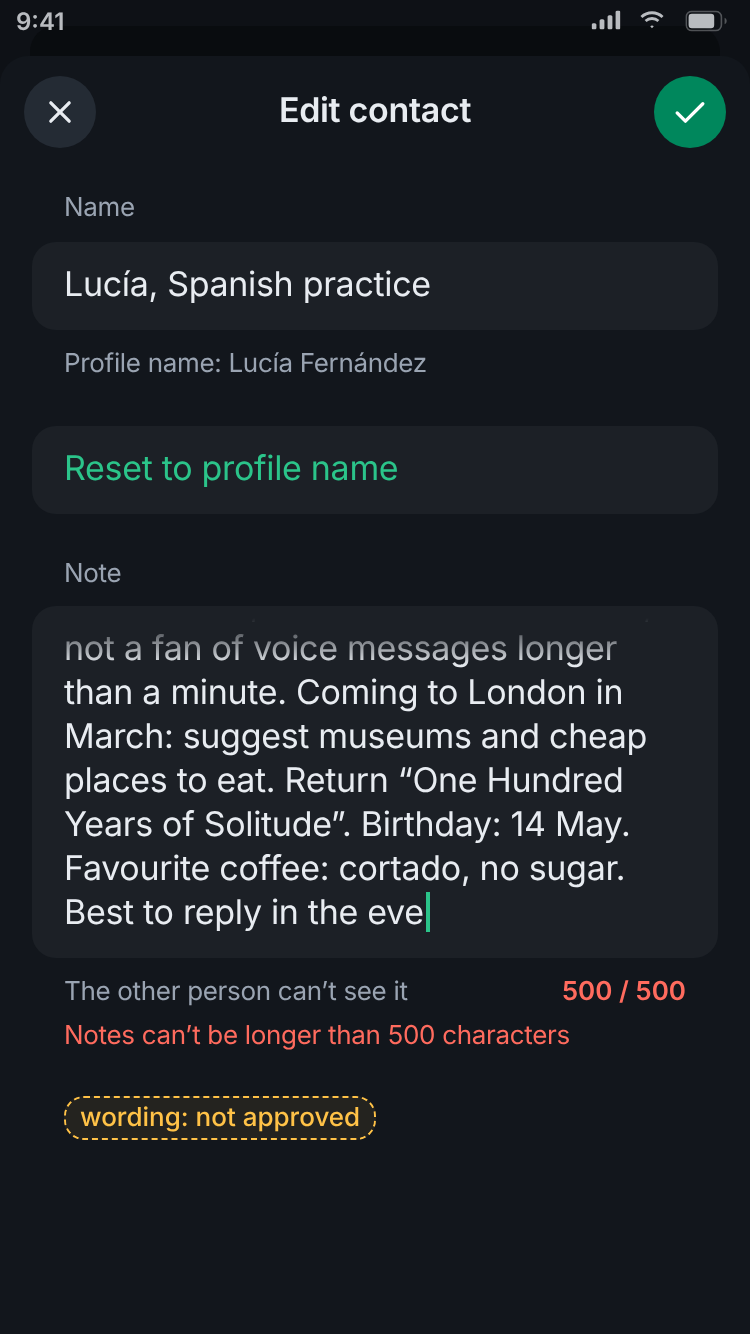 9:41
Edit contact
Name
Lucía, Spanish practice
Profile name: Lucía Fernández
Reset to profile name
Note
not a fan of voice messages longer
than a minute. Coming to London in
March: suggest museums and cheap
places to eat. Return “One Hundred
Years of Solitude”. Birthday: 14 May.
Favourite coffee: cortado, no sugar.
Best to reply in the eve
The other person can’t see it
500 / 500
Notes can’t be longer than 500 characters
wording: not approved